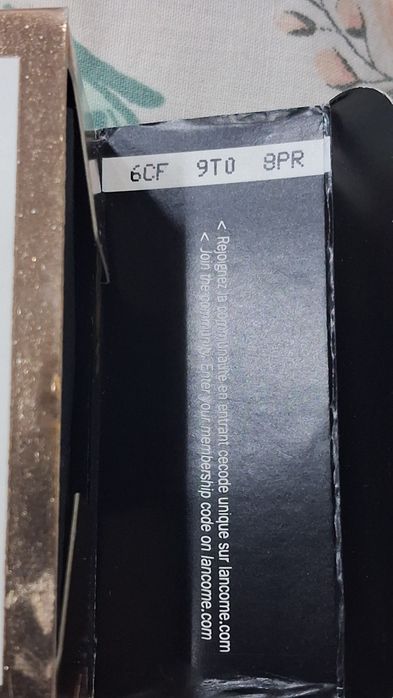 6CF 9T0 8PR
< Rejoignez la communauté en entrant ce code unique sur lancome.com
< Join the community. Enter your membership code on lancome.com